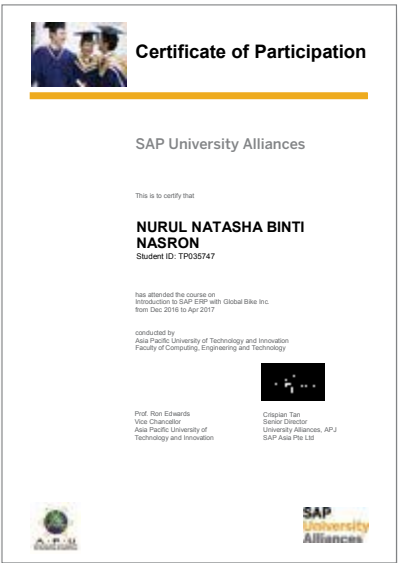 Certificate of Participation
SAP University Alliances
This is to certify that
NURUL NATASHA BINTI
NASRON
Student ID: TP035747
has attended the course on
Introduction to SAP ERP with Global Bike Inc.
from Dec 2016 to Apr 2017
conducted by
Asia Pacific University of Technology and Innovation
Faculty of Computing, Engineering and Technology
Prof. Ron Edwards
Vice Chancellor
Asia Pacific University of
Technology and Innovation
Crispian Tan
Senior Director
University Alliances, APJ
SAP Asia Pte Ltd
A · P · U
SAP
University
Alliances